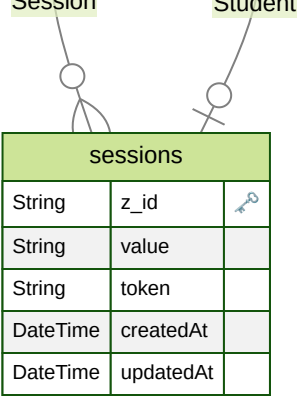 Session Student
sessions
String z_id
String value
String token
DateTime createdAt
DateTime updatedAt